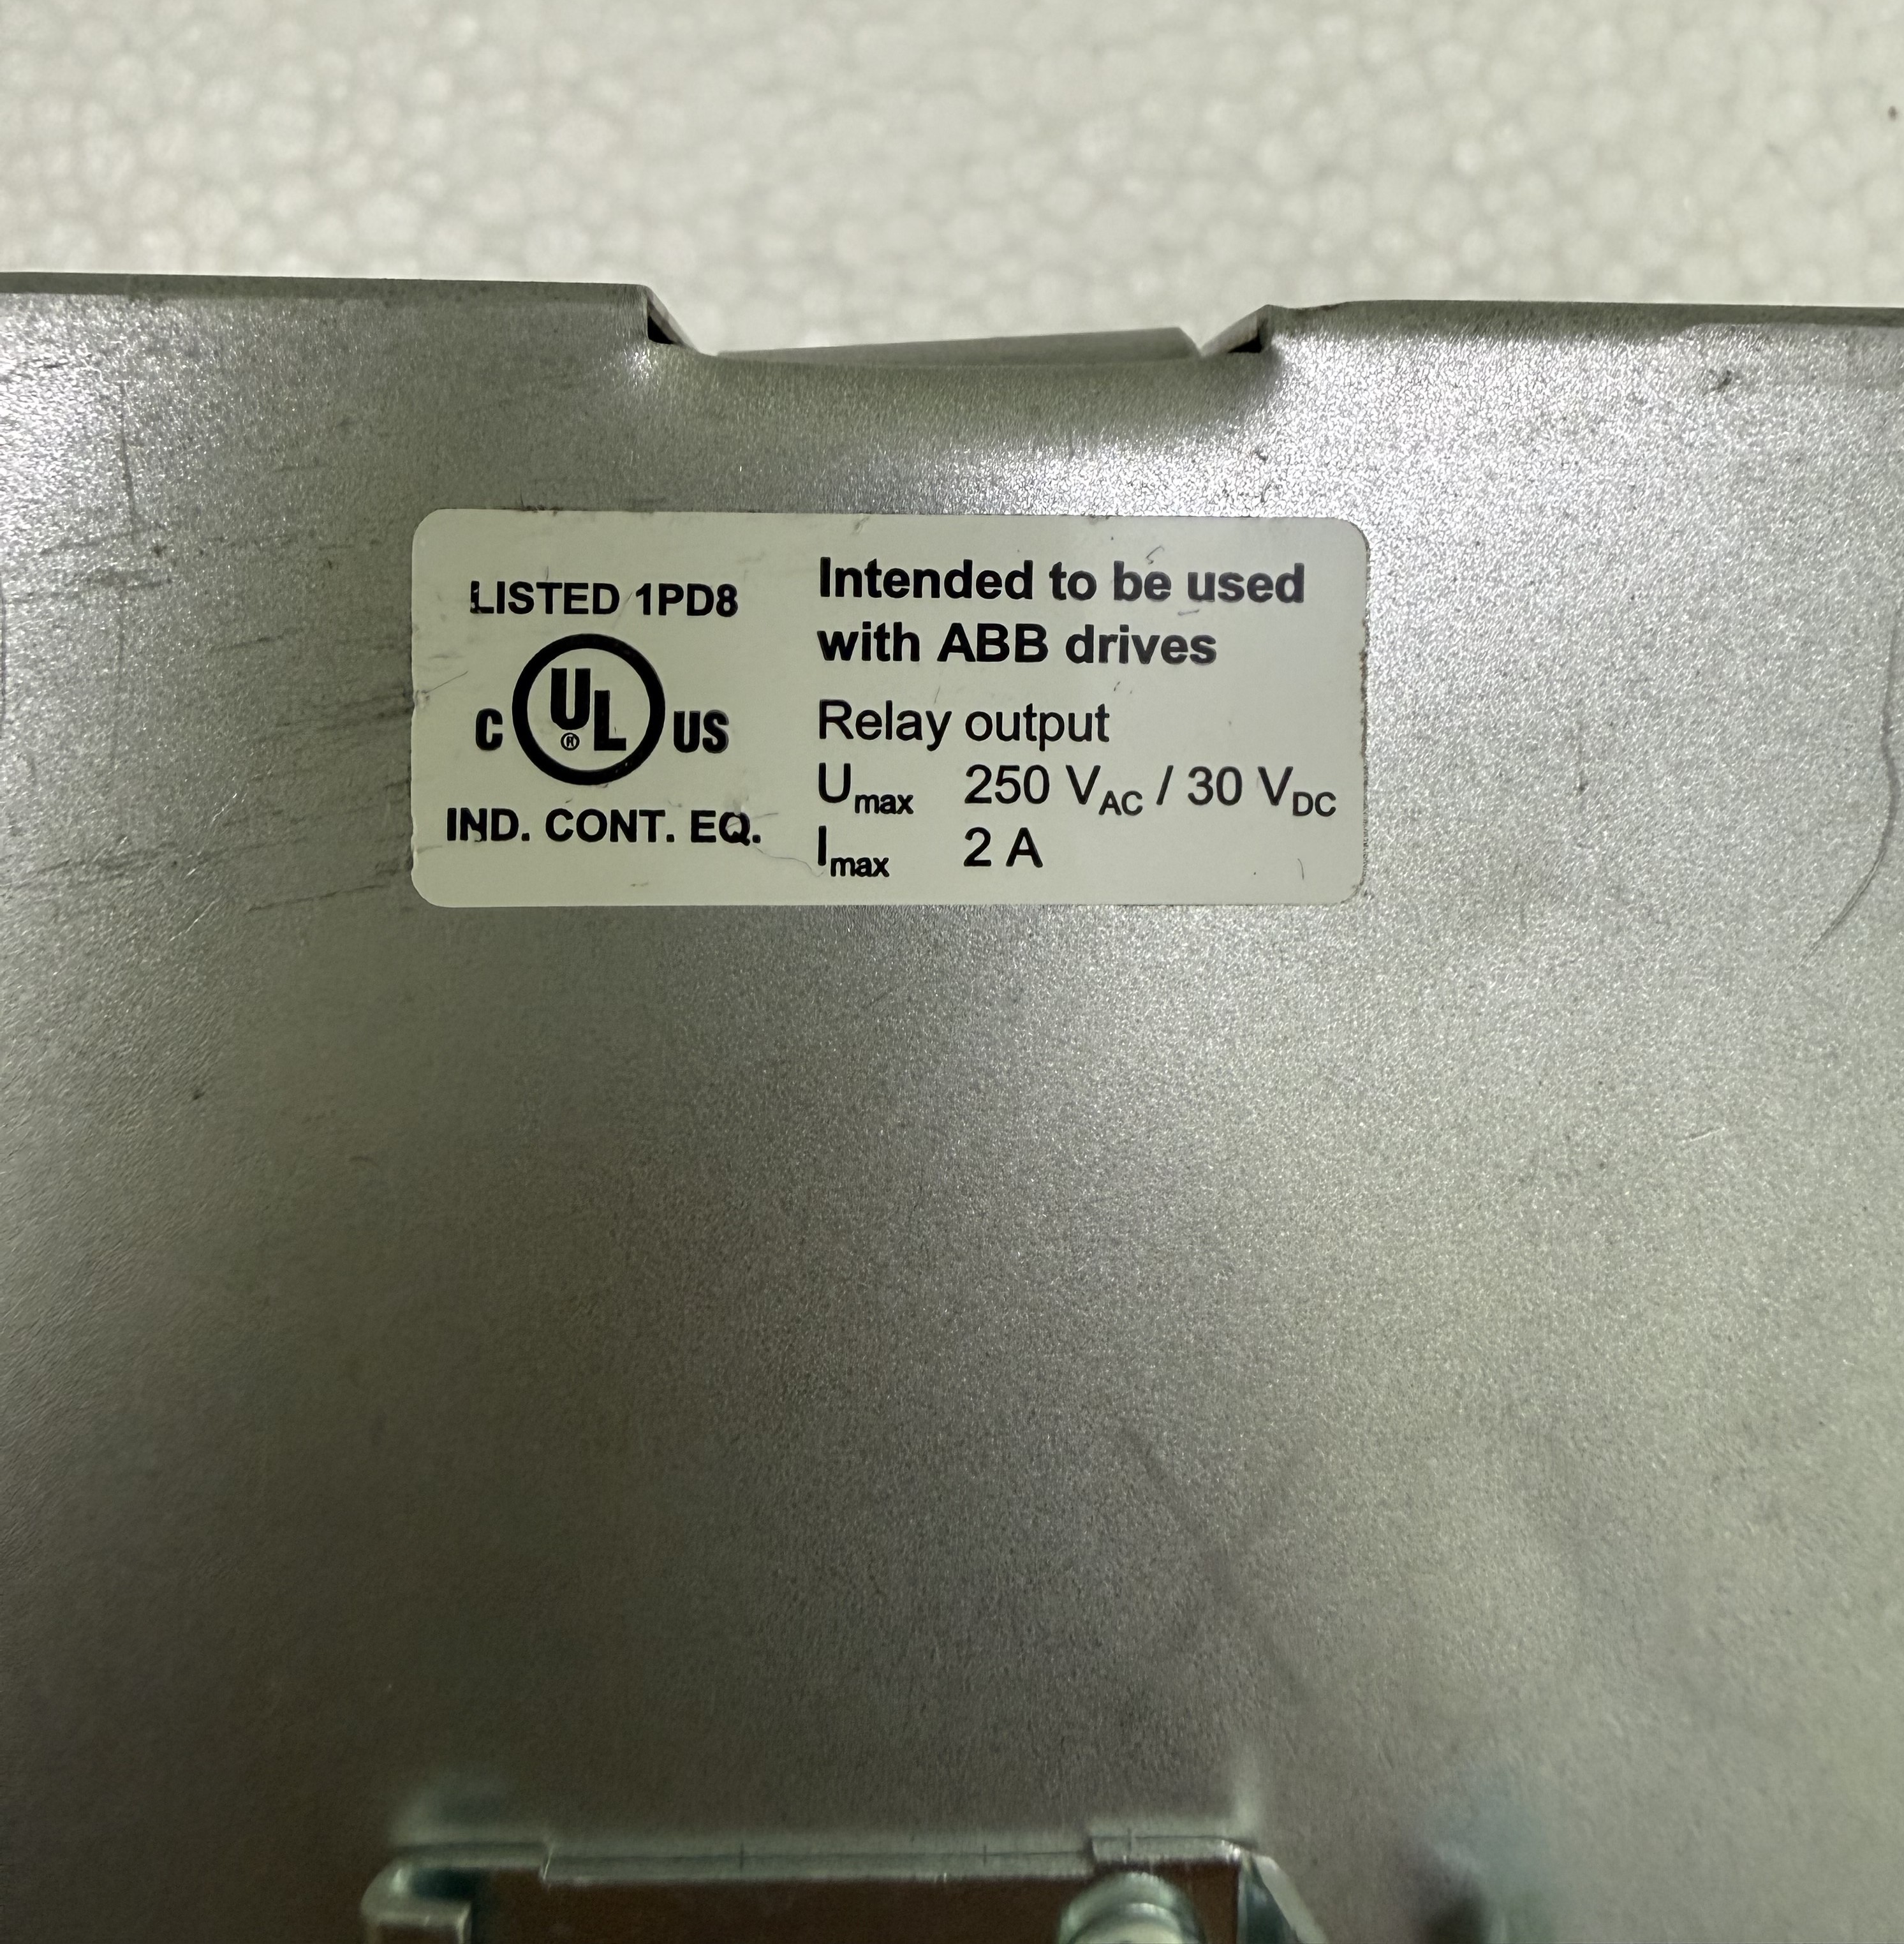 LISTED 1PD8
C UL ® US
IND. CONT. EQ.
Intended to be used
with ABB drives
Relay output
Umax 250 VAC / 30 VDC
Imax 2 A